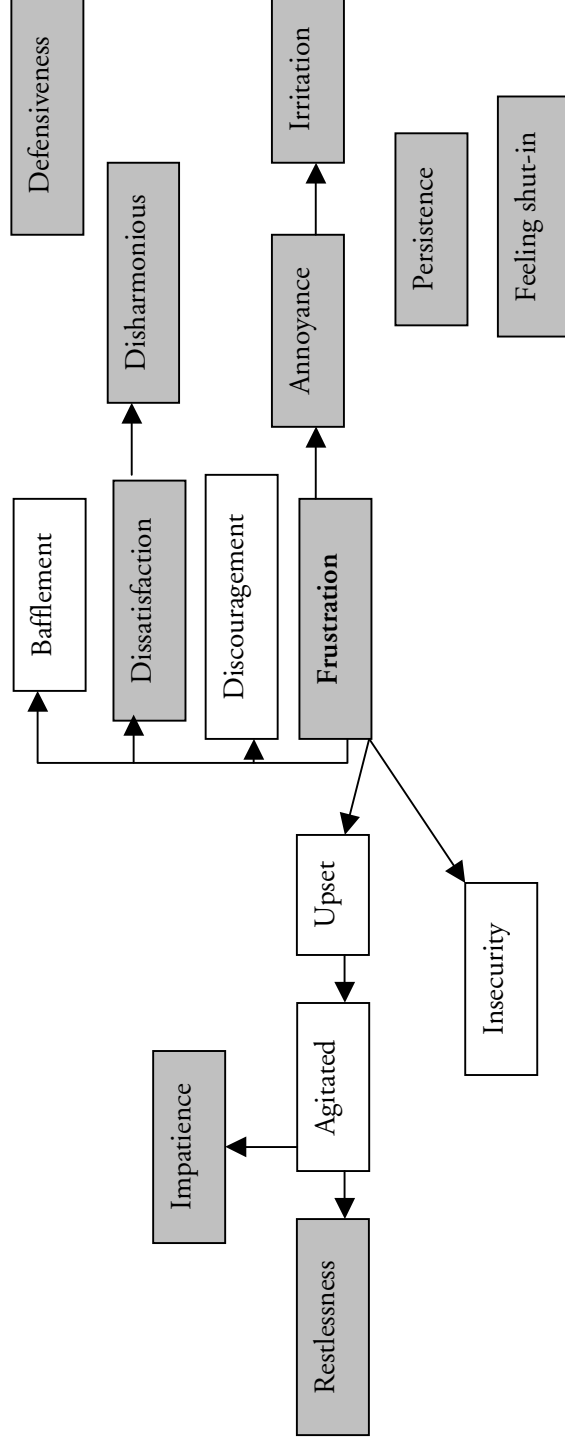 Bafflement
Defensiveness
Dissatisfaction
Disharmonious
Impatience
Discouragement
Restlessness
Agitated
Upset
Frustration
Annoyance
Irritation
Persistence
Insecurity
Feeling shut-in